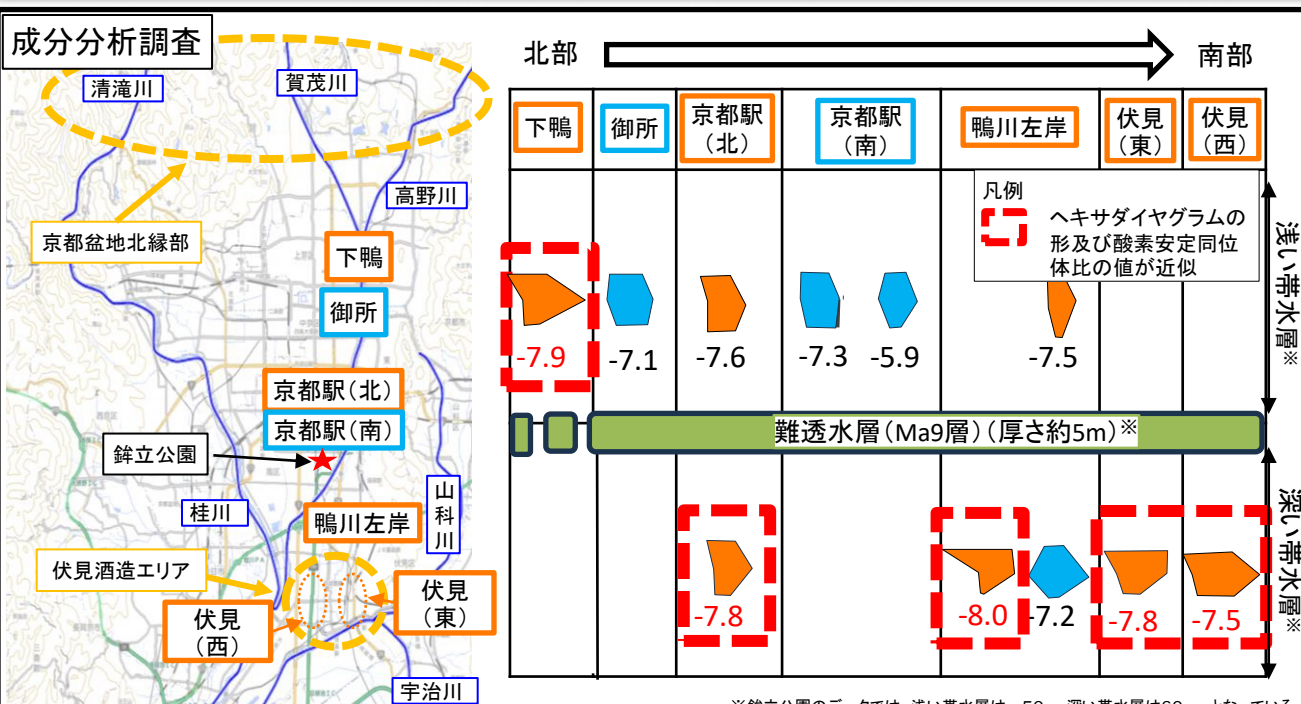 成分分析調査
清滝川
賀茂川
高野川
京都盆地北縁部
下鴨
御所
京都駅(北)
京都駅(南)
鉾立公園
桂川
山
科
川
鴨川左岸
伏見酒造エリア
伏見
(西)
伏見
(東)
宇治川
北部
南部
下鴨
御所
京都駅
(北)
京都駅
(南)
鴨川左岸
伏見
(東)
伏見
(西)
凡例
ヘキサダイヤグラムの
形及び酸素安定同位
体比の値が近似
浅い帯水層※
-7.9
-7.1
-7.6
-7.3
-5.9
-7.5
難透水層(Ma9層)(厚さ約5m)※
深い帯水層※
-7.8
-8.0
-7.2
-7.8
-7.5